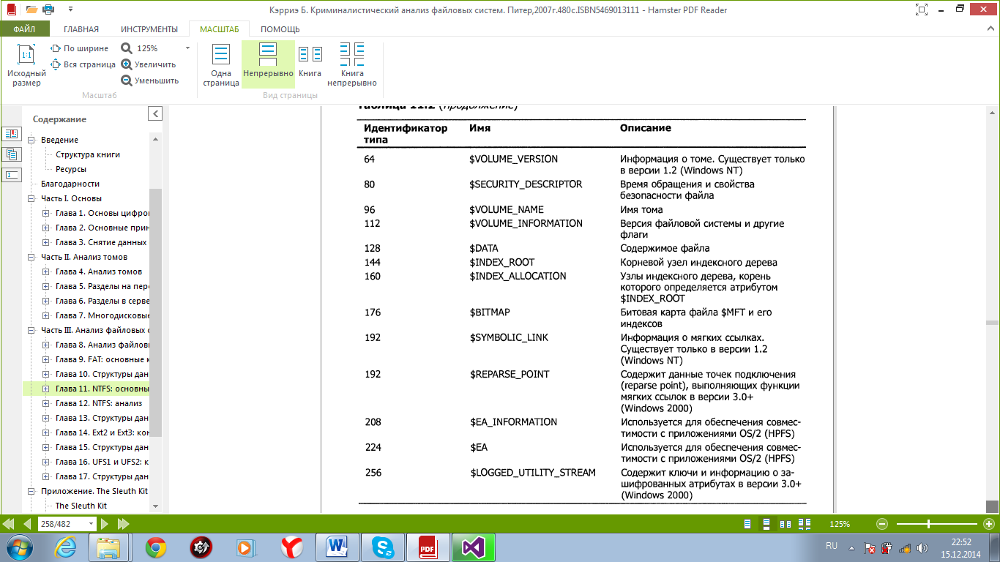 Кэрриэ Б. Криминалистический анализ файловых систем. Питер,2007г.480с.ISBN5469013111 - Hamster PDF Reader
ФАЙЛ ГЛАВНАЯ ИНСТРУМЕНТЫ МАСШТАБ ПОМОЩЬ
1:1
Исходный
размер
По ширине
Вся страница
125%
Увеличить
Уменьшить
Масштаб
Одна
страница
Непрерывно
Книга
Книга
непрерывно
Вид страницы
Содержание
Введение
Структура книги
Ресурсы
Благодарности
Часть I. Основы
Глава 1. Основы цифро
Глава 2. Основные прин
Глава 3. Снятие данных
Часть II. Анализ томов
Глава 4. Анализ томов
Глава 5. Разделы на пер
Глава 6. Разделы в серве
Глава 7. Многодисковые
Часть III. Анализ файловых с
Глава 8. Анализ файлов
Глава 9. FAT: основные к
Глава 10. Структуры дан
Глава 11. NTFS: основны
Глава 12. NTFS: анализ
Глава 13. Структуры дан
Глава 14. Ext2 и Ext3: кон
Глава 15. Структуры дан
Глава 16. UFS1 и UFS2: к
Глава 17. Структуры дан
Приложение. The Sleuth Kit
The Sleuth Kit
Таблица 11.2 (продолжение)
Идентификатор Имя Описание
типа
64 $VOLUME_VERSION Информация о томе. Существует только
в версии 1.2 (Windows NT)
80 $SECURITY_DESCRIPTOR Время обращения и свойства
безопасности файла
96 $VOLUME_NAME Имя тома
112 $VOLUME_INFORMATION Версия файловой системы и другие
флаги
128 $DATA Содержимое файла
144 $INDEX_ROOT Корневой узел индексного дерева
160 $INDEX_ALLOCATION Узлы индексного дерева, корень
которого определяется атрибутом
$INDEX_ROOT
176 $BITMAP Битовая карта файла $MFT и его
индексов
192 $SYMBOLIC_LINK Информация о мягких ссылках.
Существует только в версии 1.2
(Windows NT)
192 $REPARSE_POINT Содержит данные точек подключения
(reparse point), выполняющих функции
мягких ссылок в версии 3.0+
(Windows 2000)
208 $EA_INFORMATION Используется для обеспечения совмес-
тимости с приложениями OS/2 (HPFS)
224 $EA Используется для обеспечения совмес-
тимости с приложениями OS/2 (HPFS)
256 $LOGGED_UTILITY_STREAM Содержит ключи и информацию о за-
шифрованных атрибутах в версии 3.0+
(Windows 2000)
258/482 125%
PDF
RU
22:52
15.12.2014